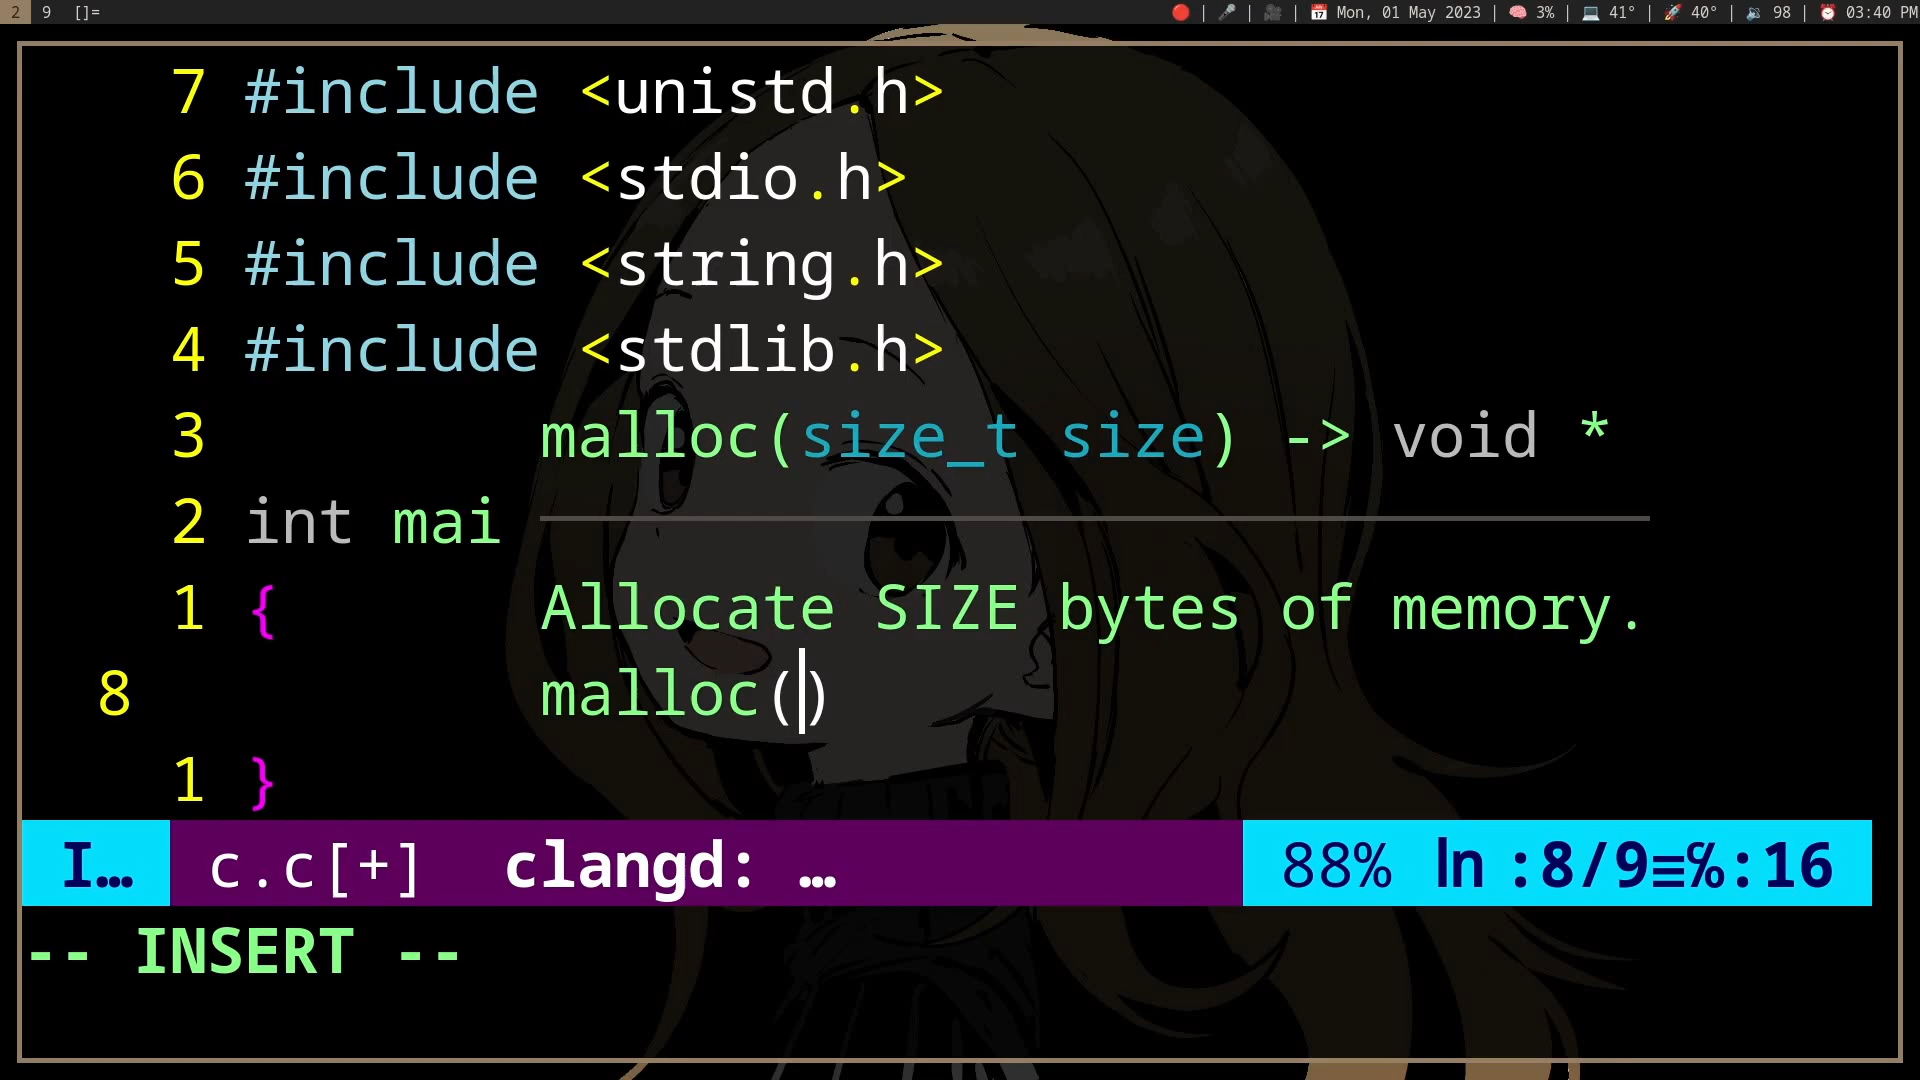 2 9 []= 🔴 | 🎤 | 🎥 | 📅 Mon, 01 May 2023 | 🧠 3% | 💻 41° | 🚀 40° | 🔉 98 | ⏰ 03:40 PM
7 #include <unistd.h>
6 #include <stdio.h>
5 #include <string.h>
4 #include <stdlib.h>
3 malloc(size_t size) -> void *
2 int mai
1 { Allocate SIZE bytes of memory.
8 malloc()
1 }
I… c.c[+] clangd: … 88% ln :8/9≡℅:16
-- INSERT --